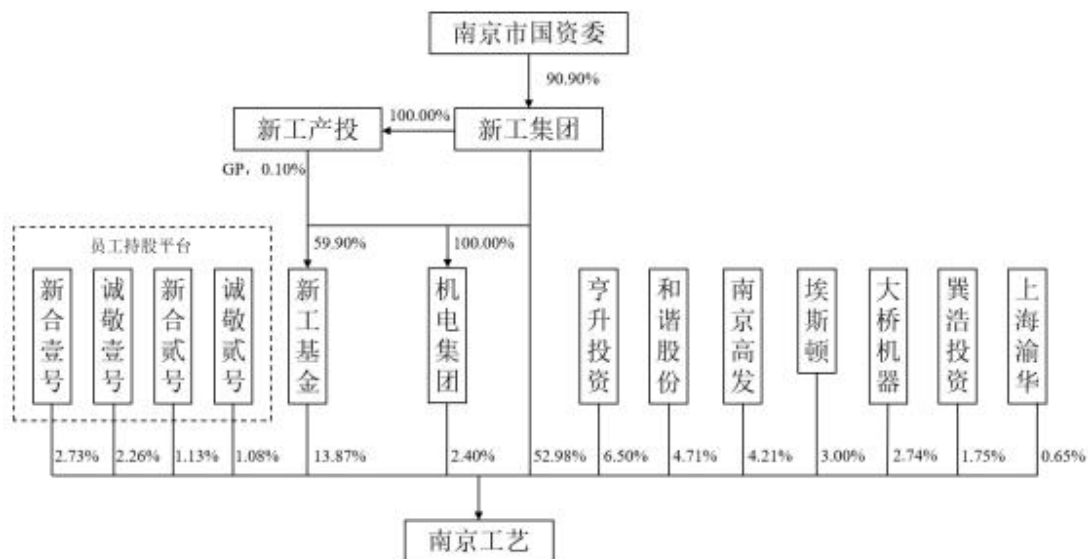 南京市国资委
90.90%
新工产投
100.00%
新工集团
GP，0.10%
员工持股平台
59.90%
100.00%
新合壹号
诚敬壹号
新合贰号
诚敬贰号
新工基金
机电集团
亨升投资
和谐股份
南京高发
埃斯顿
大桥机器
巽浩投资
上海渝华
2.73%
2.26%
1.13%
1.08%
13.87%
2.40%
52.98%
6.50%
4.71%
4.21%
3.00%
2.74%
1.75%
0.65%
南京工艺